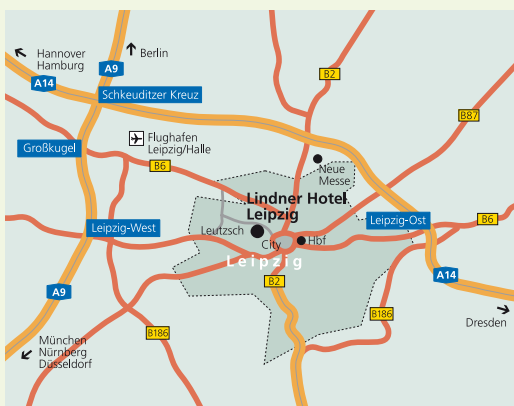 Hannover
Hamburg
A9
Berlin
A14
Schkeuditzer Kreuz
B2
B87
Großkugel
Flughafen
Leipzig/Halle
B6
Neue
Messe
Lindner Hotel
Leipzig
Leipzig-West
Leutzsch
City
Hbf
Leipzig-Ost
B6
Leipzig
B2
A14
A9
B186
B186
Dresden
München
Nürnberg
Düsseldorf